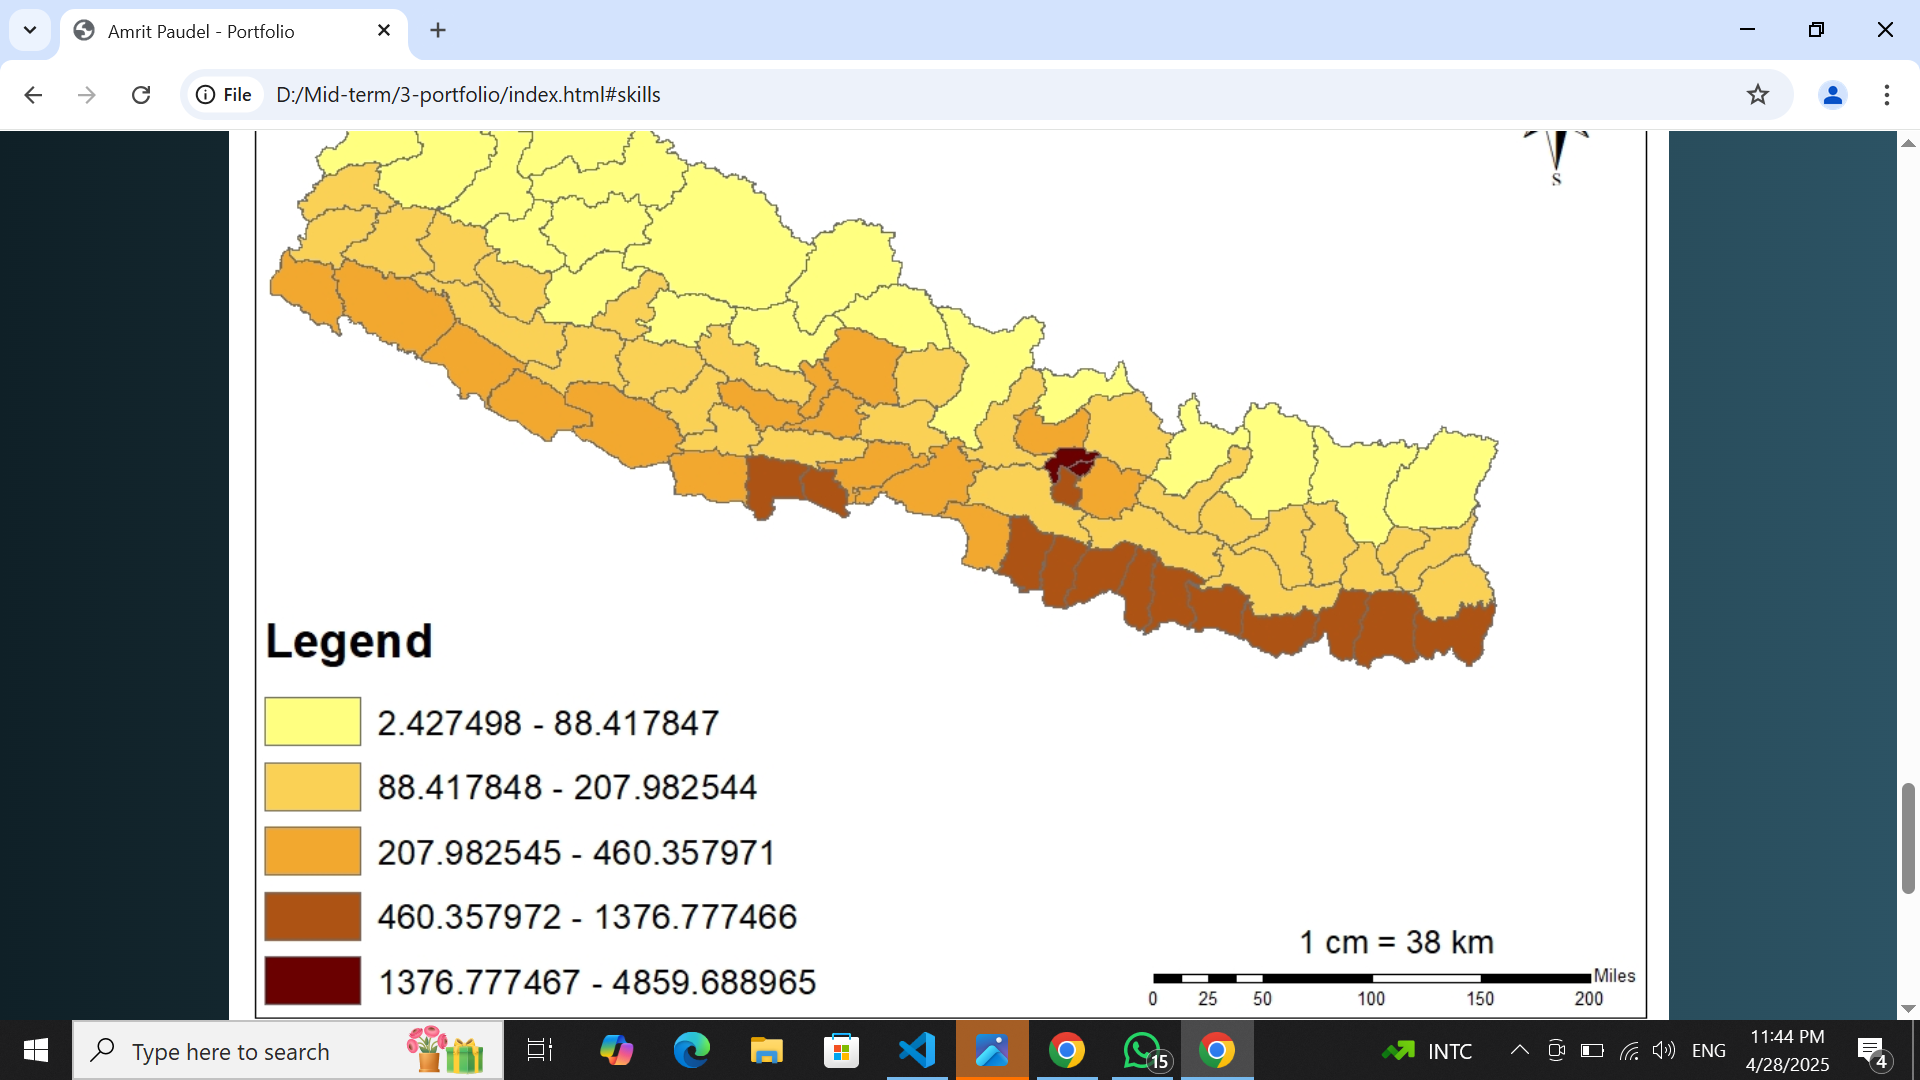 Amrit Paudel - Portfolio
File
D:/Mid-term/3-portfolio/index.html#skills
S
Legend
2.427498 - 88.417847
88.417848 - 207.982544
207.982545 - 460.357971
460.357972 - 1376.777466
1376.777467 - 4859.688965
1 cm = 38 km
Miles
0 25 50 100 150 200
Type here to search
15
INTC
ENG
11:44 PM
4/28/2025
4